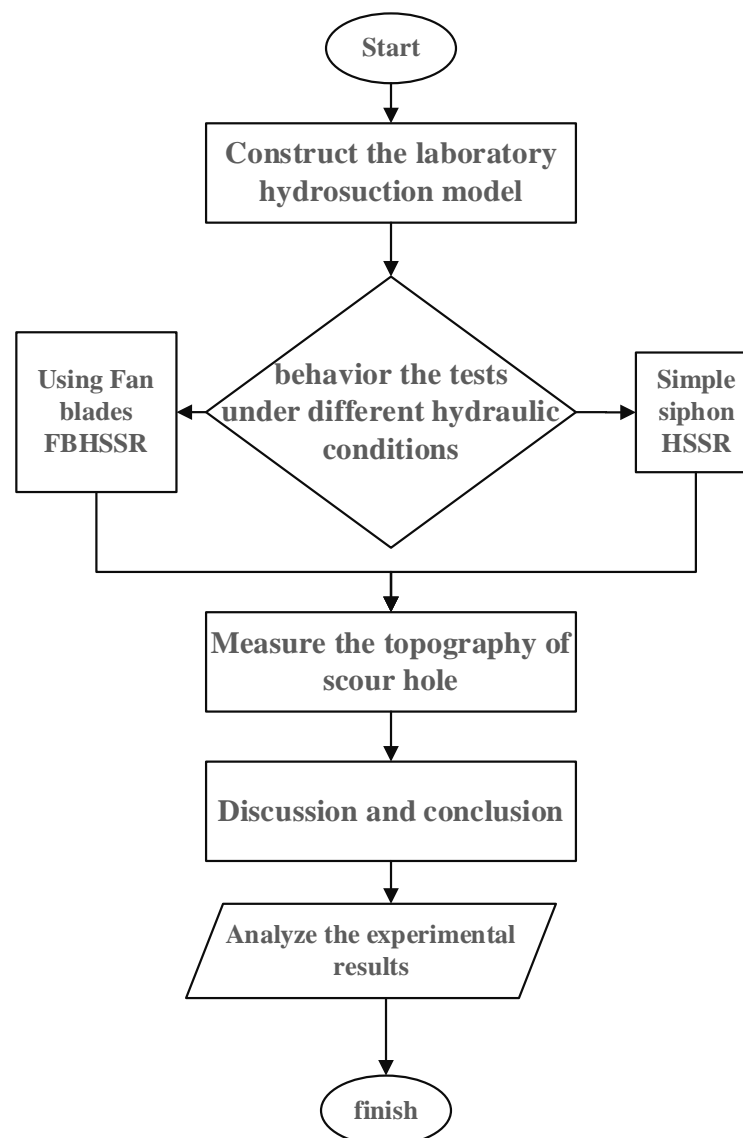 Start
Construct the laboratory
hydrosuction model
behavior the tests
under different hydraulic
conditions
Using Fan
blades
FBHSSR
Simple
siphon
HSSR
Measure the topography of
scour hole
Discussion and conclusion
Analyze the experimental
results
finish